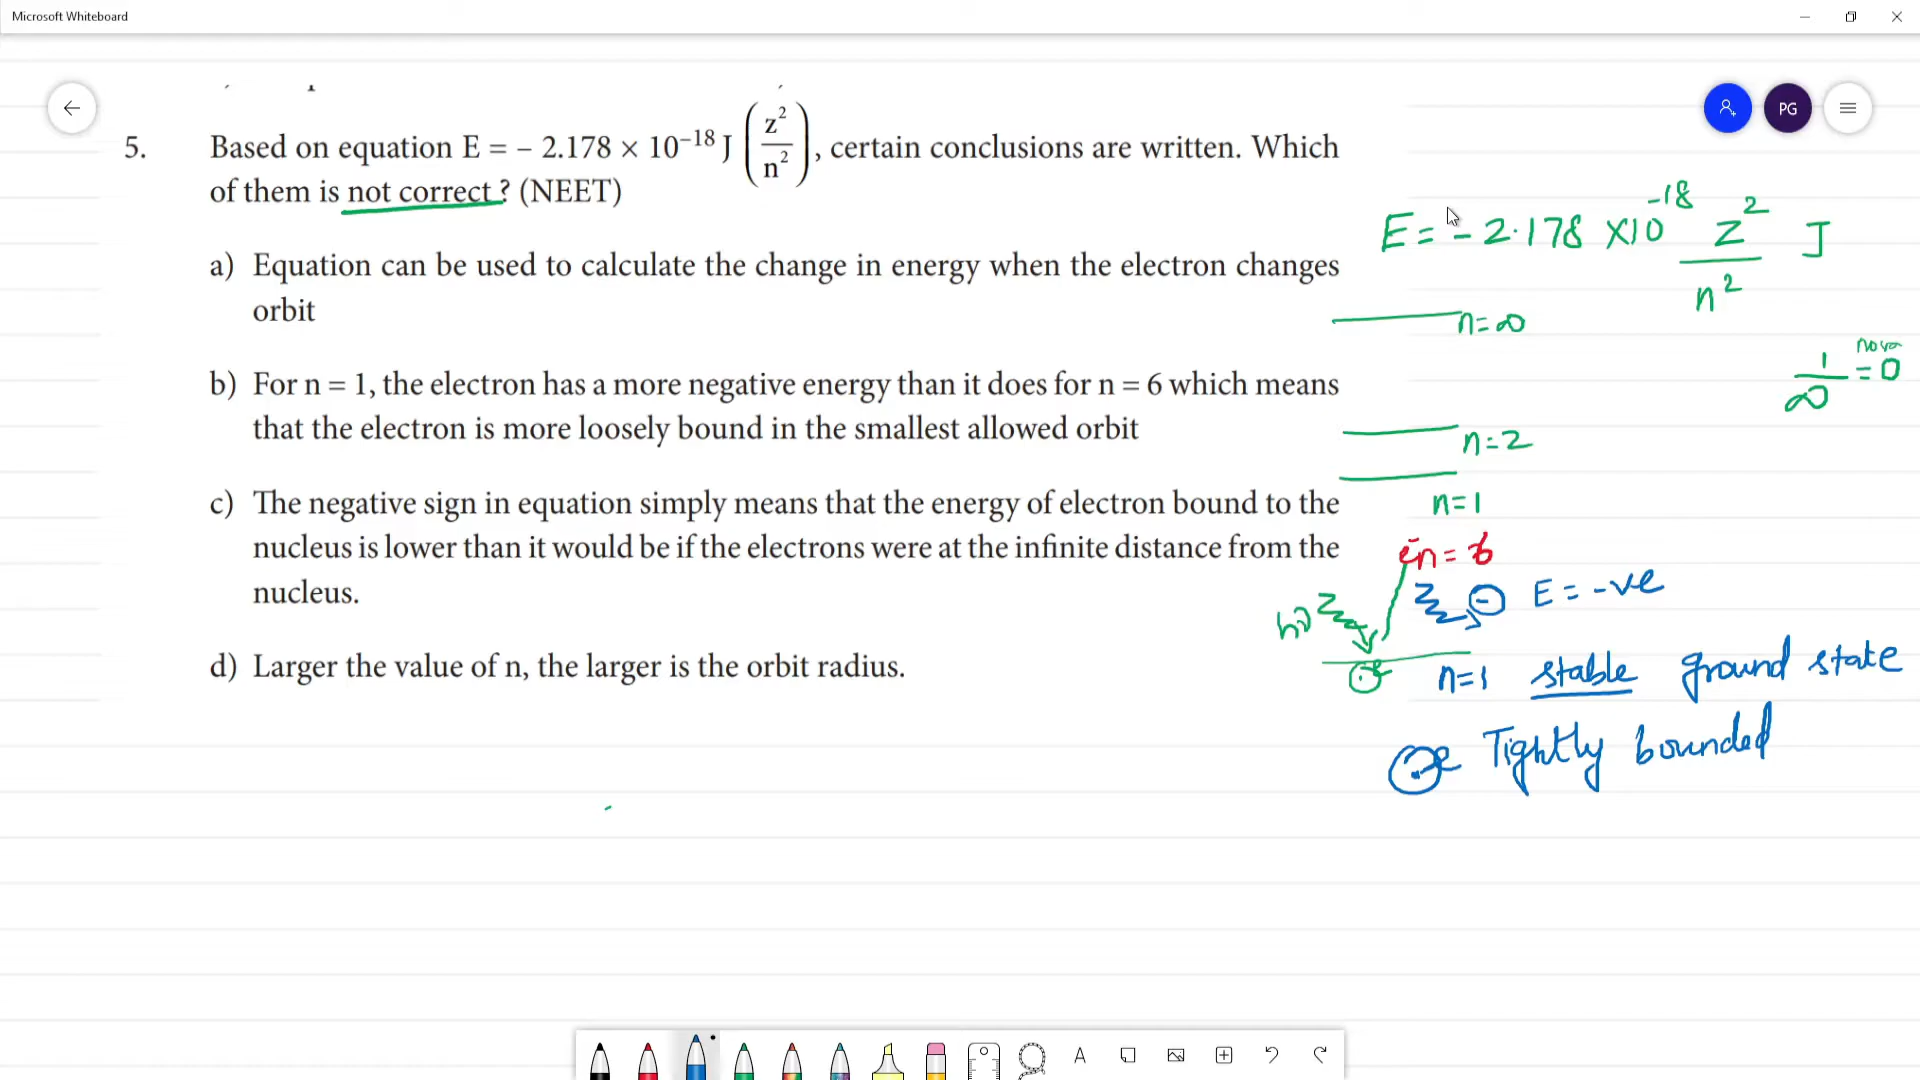 Microsoft Whiteboard
PG
5. Based on equation E = – 2.178 × 10⁻¹⁸ J (z²/n²), certain conclusions are written. Which
of them is not correct ? (NEET)
a) Equation can be used to calculate the change in energy when the electron changes
orbit
b) For n = 1, the electron has a more negative energy than it does for n = 6 which means
that the electron is more loosely bound in the smallest allowed orbit
c) The negative sign in equation simply means that the energy of electron bound to the
nucleus is lower than it would be if the electrons were at the infinite distance from the
nucleus.
d) Larger the value of n, the larger is the orbit radius.
E = - 2.178 ×10⁻¹⁸ Z²/n² J
n=∞
1/∞ = 0
n=2
n=1
n=6
E = -ve
hν
n=1 stable ground state
Tightly bounded
A